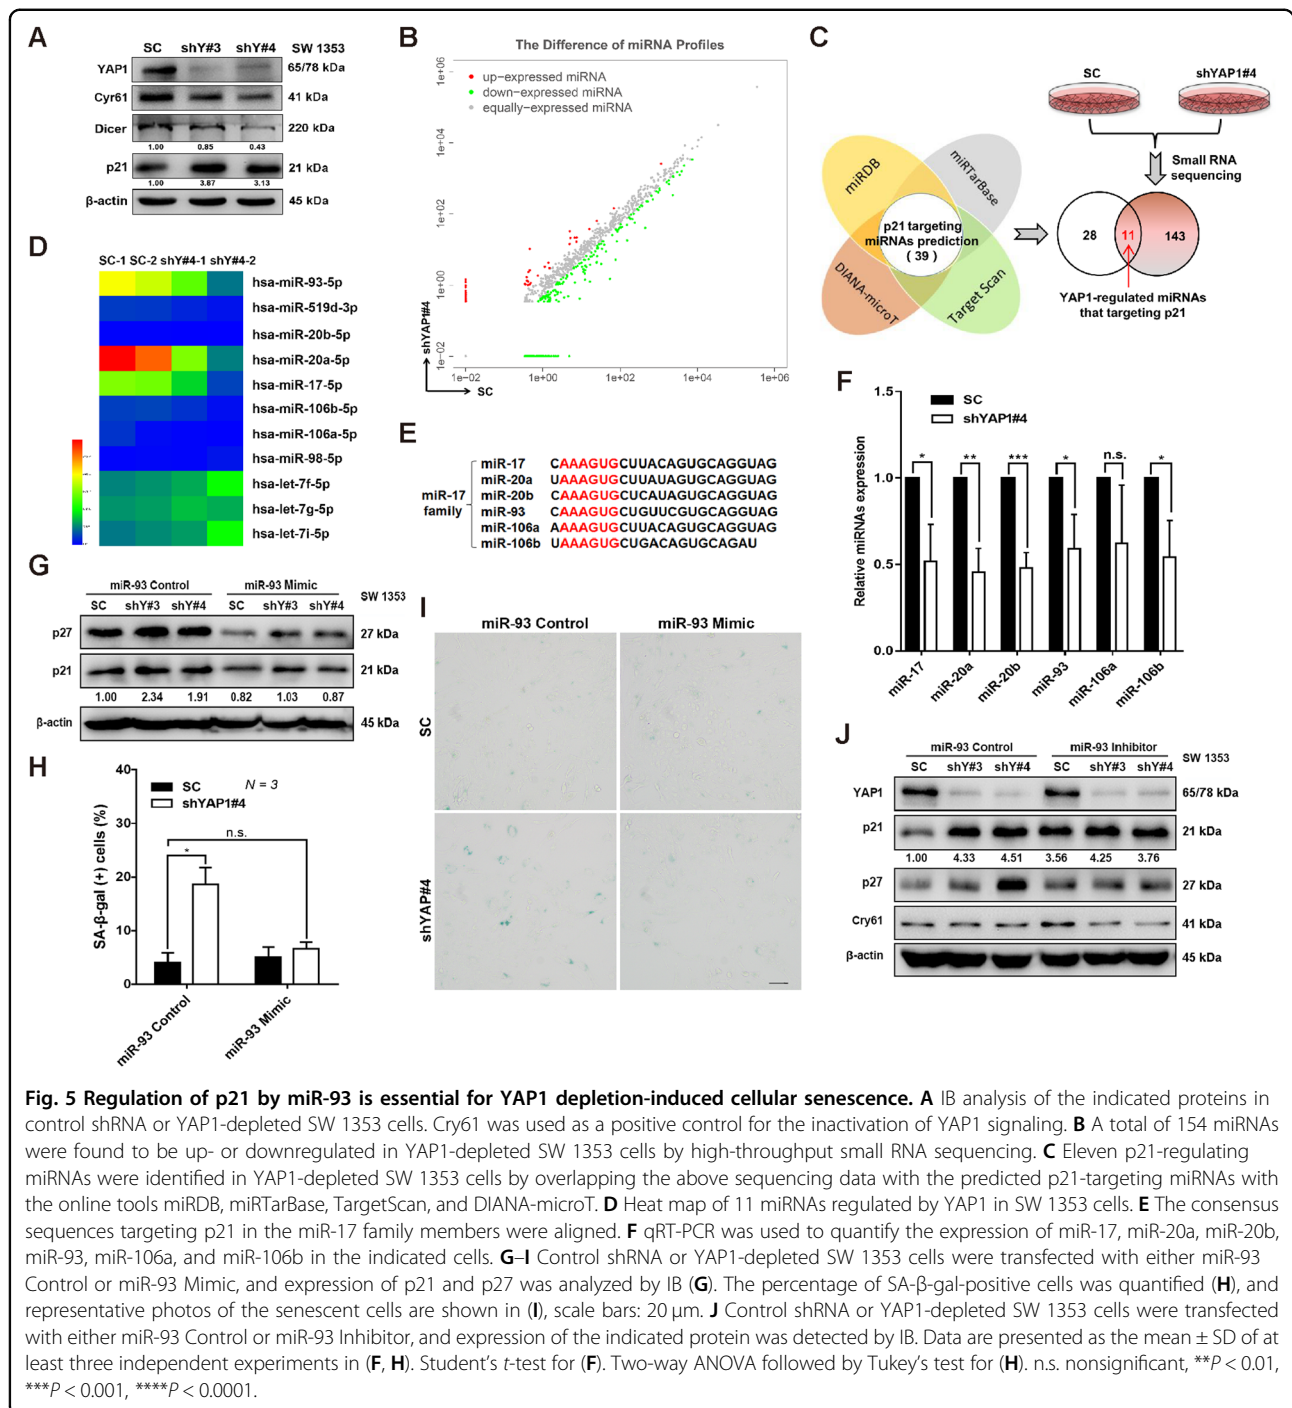 A
SC shY#3 shY#4 SW 1353
YAP1 65/78 kDa
Cyr61 41 kDa
Dicer 220 kDa
1.00 0.85 0.43
p21 21 kDa
1.00 3.87 3.13
β-actin 45 kDa
B
The Difference of miRNA Profiles
up-expressed miRNA
down-expressed miRNA
equally-expressed miRNA
1e+06
1e+04
1e+02
1e+00
1e-02
shYAP1#4
1e-02 1e+00 1e+02 1e+04 1e+06
SC
C
SC shYAP1#4
Small RNA
sequencing
miRDB
miRTarBase
DIANA-microT
Target Scan
p21 targeting
miRNAs prediction
( 39 )
28 11 143
YAP1-regulated miRNAs
that targeting p21
D
SC-1 SC-2 shY#4-1 shY#4-2
hsa-miR-93-5p
hsa-miR-519d-3p
hsa-miR-20b-5p
hsa-miR-20a-5p
hsa-miR-17-5p
hsa-miR-106b-5p
hsa-miR-106a-5p
hsa-miR-98-5p
hsa-let-7f-5p
hsa-let-7g-5p
hsa-let-7i-5p
E
miR-17
family
miR-17 CAAAGUGCUUACAGUGCAGGUAG
miR-20a UAAAGUGCUUAUAGUGCAGGUAG
miR-20b CAAAGUGCUCAUAGUGCAGGUAG
miR-93 CAAAGUGCUGUUCGUGCAGGUAG
miR-106a AAAAGUGCUUACAGUGCAGGUAG
miR-106b UAAAGUGCUGACAGUGCAGAU
F
SC
shYAP1#4
Relative miRNAs expression
1.5
1.0
0.5
0.0
* ** *** * n.s. *
miR-17 miR-20a miR-20b miR-93 miR-106a miR-106b
G
miR-93 Control miR-93 Mimic
SC shY#3 shY#4 SC shY#3 shY#4 SW 1353
p27 27 kDa
p21 21 kDa
1.00 2.34 1.91 0.82 1.03 0.87
β-actin 45 kDa
H
SA-β-gal (+) cells (%)
40
30
20
10
0
SC
shYAP1#4
N = 3
n.s.
*
miR-93 Control miR-93 Mimic
I
miR-93 Control miR-93 Mimic
SC
shYAP#4
J
miR-93 Control miR-93 Inhibitor
SC shY#3 shY#4 SC shY#3 shY#4 SW 1353
YAP1 65/78 kDa
p21 21 kDa
1.00 4.33 4.51 3.56 4.25 3.76
p27 27 kDa
Cry61 41 kDa
β-actin 45 kDa
Fig. 5 Regulation of p21 by miR-93 is essential for YAP1 depletion-induced cellular senescence. A IB analysis of the indicated proteins in
control shRNA or YAP1-depleted SW 1353 cells. Cry61 was used as a positive control for the inactivation of YAP1 signaling. B A total of 154 miRNAs
were found to be up- or downregulated in YAP1-depleted SW 1353 cells by high-throughput small RNA sequencing. C Eleven p21-regulating
miRNAs were identified in YAP1-depleted SW 1353 cells by overlapping the above sequencing data with the predicted p21-targeting miRNAs with
the online tools miRDB, miRTarBase, TargetScan, and DIANA-microT. D Heat map of 11 miRNAs regulated by YAP in SW 1353 cells. E The consensus
sequences targeting p21 in the miR-17 family members were aligned. F qRT-PCR was used to quantify the expression of miR-17, miR-20a, miR-20b,
miR-93, miR-106a, and miR-106b in the indicated cells. G–I Control shRNA or YAP1-depleted SW 1353 cells were transfected with either miR-93
Control or miR-93 Mimic, and expression of p21 and p27 was analyzed by IB (G). The percentage of SA-β-gal-positive cells was quantified (H), and
representative photos of the senescent cells are shown in (I), scale bars: 20 μm. J Control shRNA or YAP1-depleted SW 1353 cells were transfected
with either miR-93 Control or miR-93 Inhibitor, and expression of the indicated protein was detected by IB. Data are presented as the mean ± SD of at
least three independent experiments in (F, H). Student's t-test for (F). Two-way ANOVA followed by Tukey's test for (H). n.s. nonsignificant, **P < 0.01,
***P < 0.001, ****P < 0.0001.